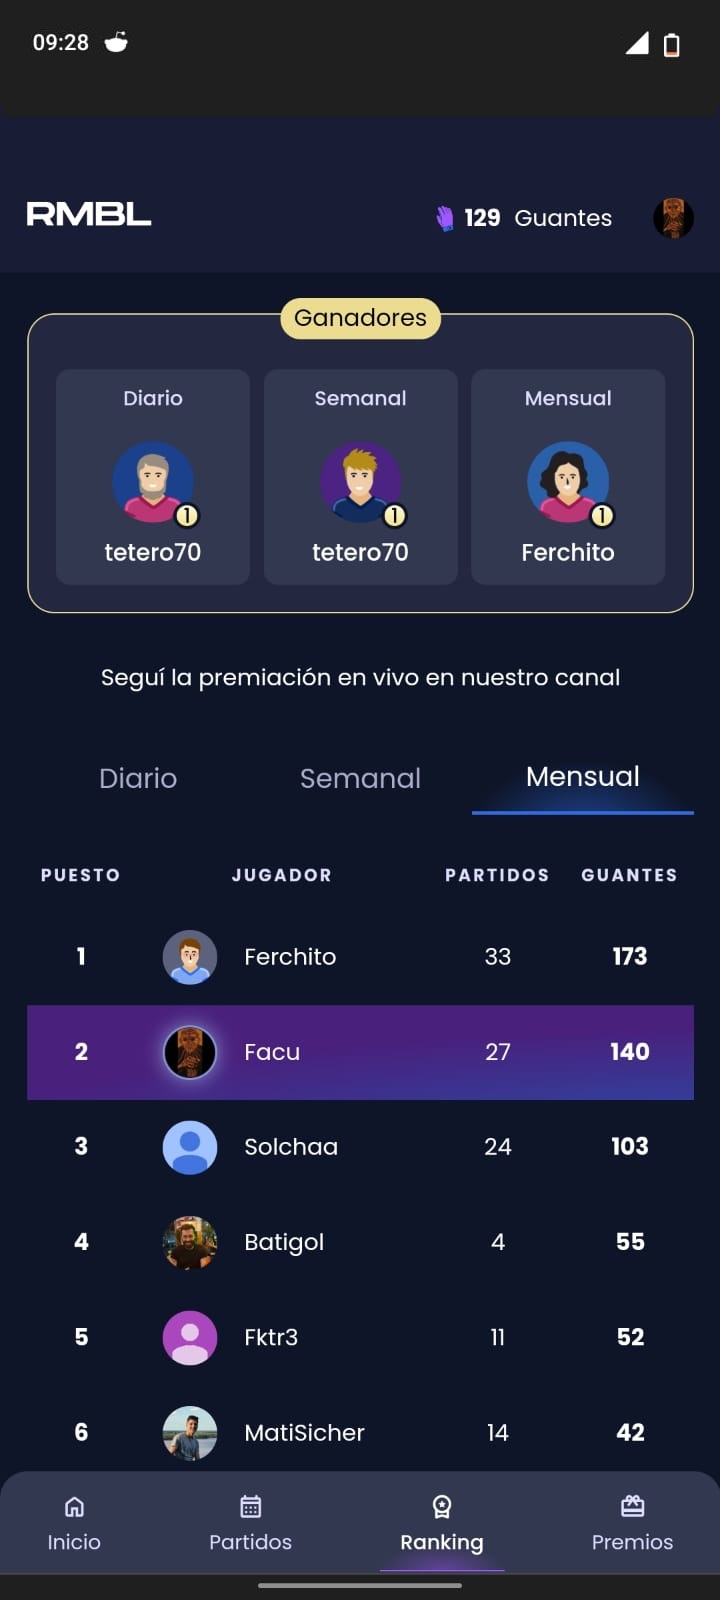 09:28
RMBL
129 Guantes
Ganadores
Diario Semanal Mensual
1 1 1
tetero70 tetero70 Ferchito
Seguí la premiación en vivo en nuestro canal
Diario Semanal Mensual
PUESTO JUGADOR PARTIDOS GUANTES
1 Ferchito 33 173
2 Facu 27 140
3 Solchaa 24 103
4 Batigol 4 55
5 Fktr3 11 52
6 MatiSicher 14 42
Inicio Partidos Ranking Premios